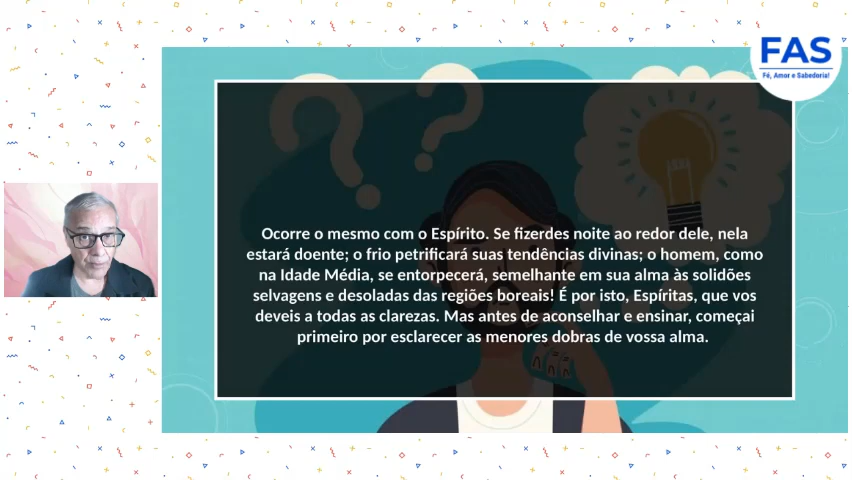 FAS
Fé, Amor e Sabedoria!
Ocorre o mesmo com o Espírito. Se fizerdes noite ao redor dele, nela
estará doente; o frio petrificará suas tendências divinas; o homem, como
na Idade Média, se entorpecerá, semelhante em sua alma às solidões
selvagens e desoladas das regiões boreais! É por isto, Espíritas, que vos
deveis a todas as clarezas. Mas antes de aconselhar e ensinar, começai
primeiro por esclarecer as menores dobras de vossa alma.